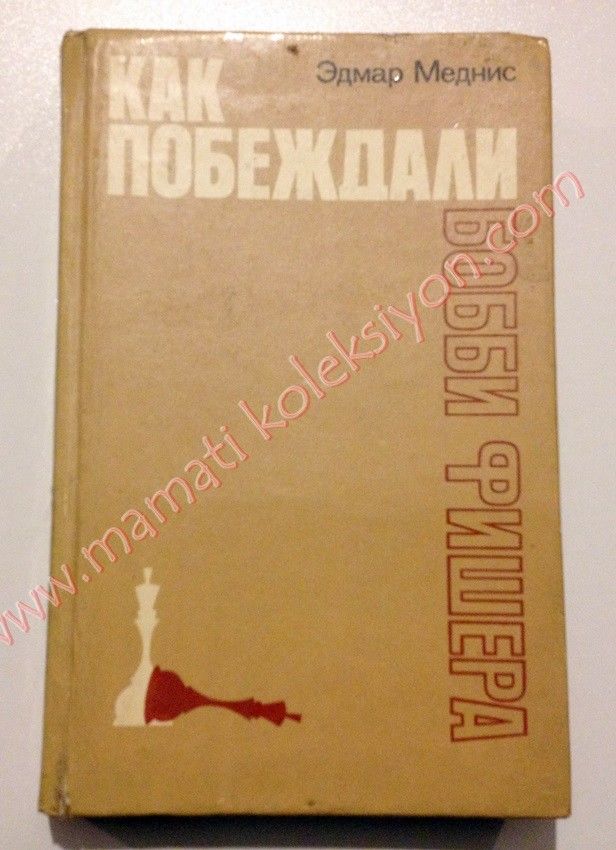 Эдмар Меднис
КАК
ПОБЕЖДАЛИ
БОББИ ФИШЕРА
www.mamati koleksiyon.com